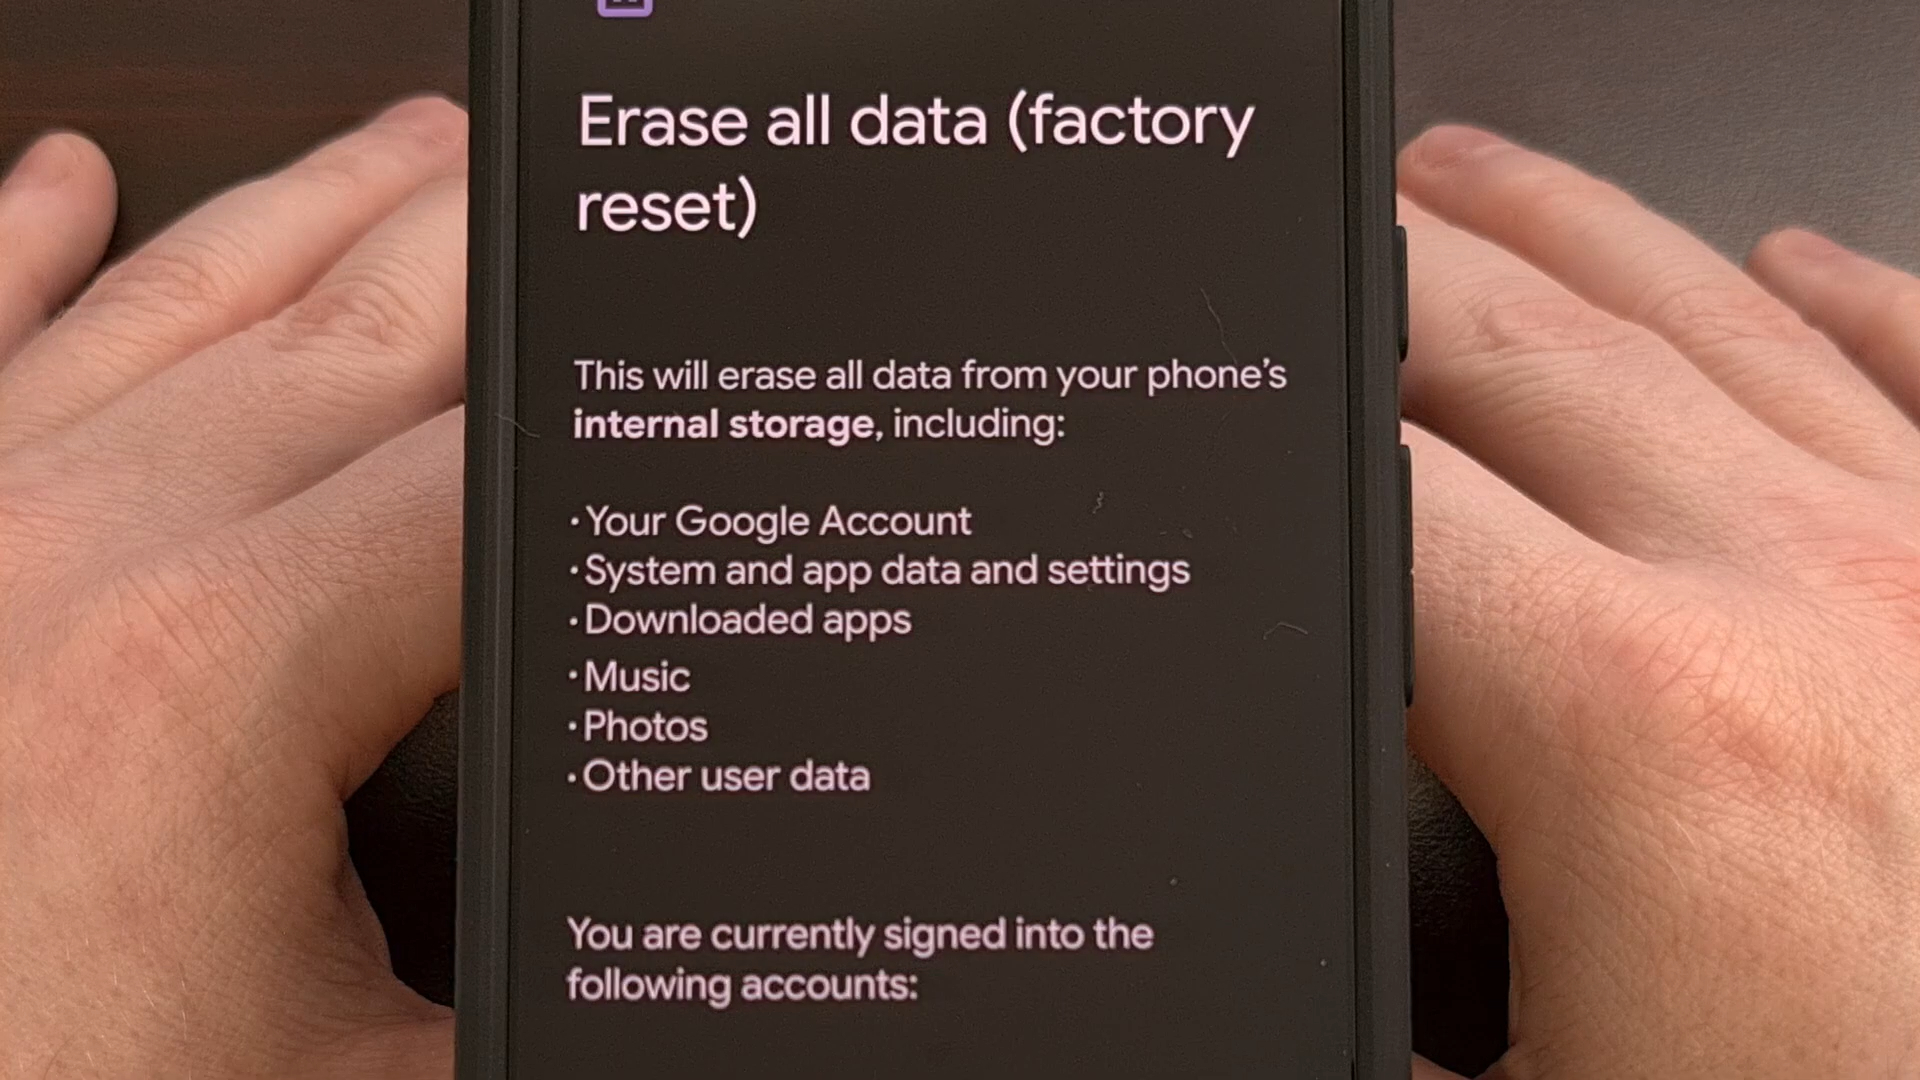 Erase all data (factory
reset)
This will erase all data from your phone’s
internal storage, including:
· Your Google Account
· System and app data and settings
· Downloaded apps
· Music
· Photos
· Other user data
You are currently signed into the
following accounts: